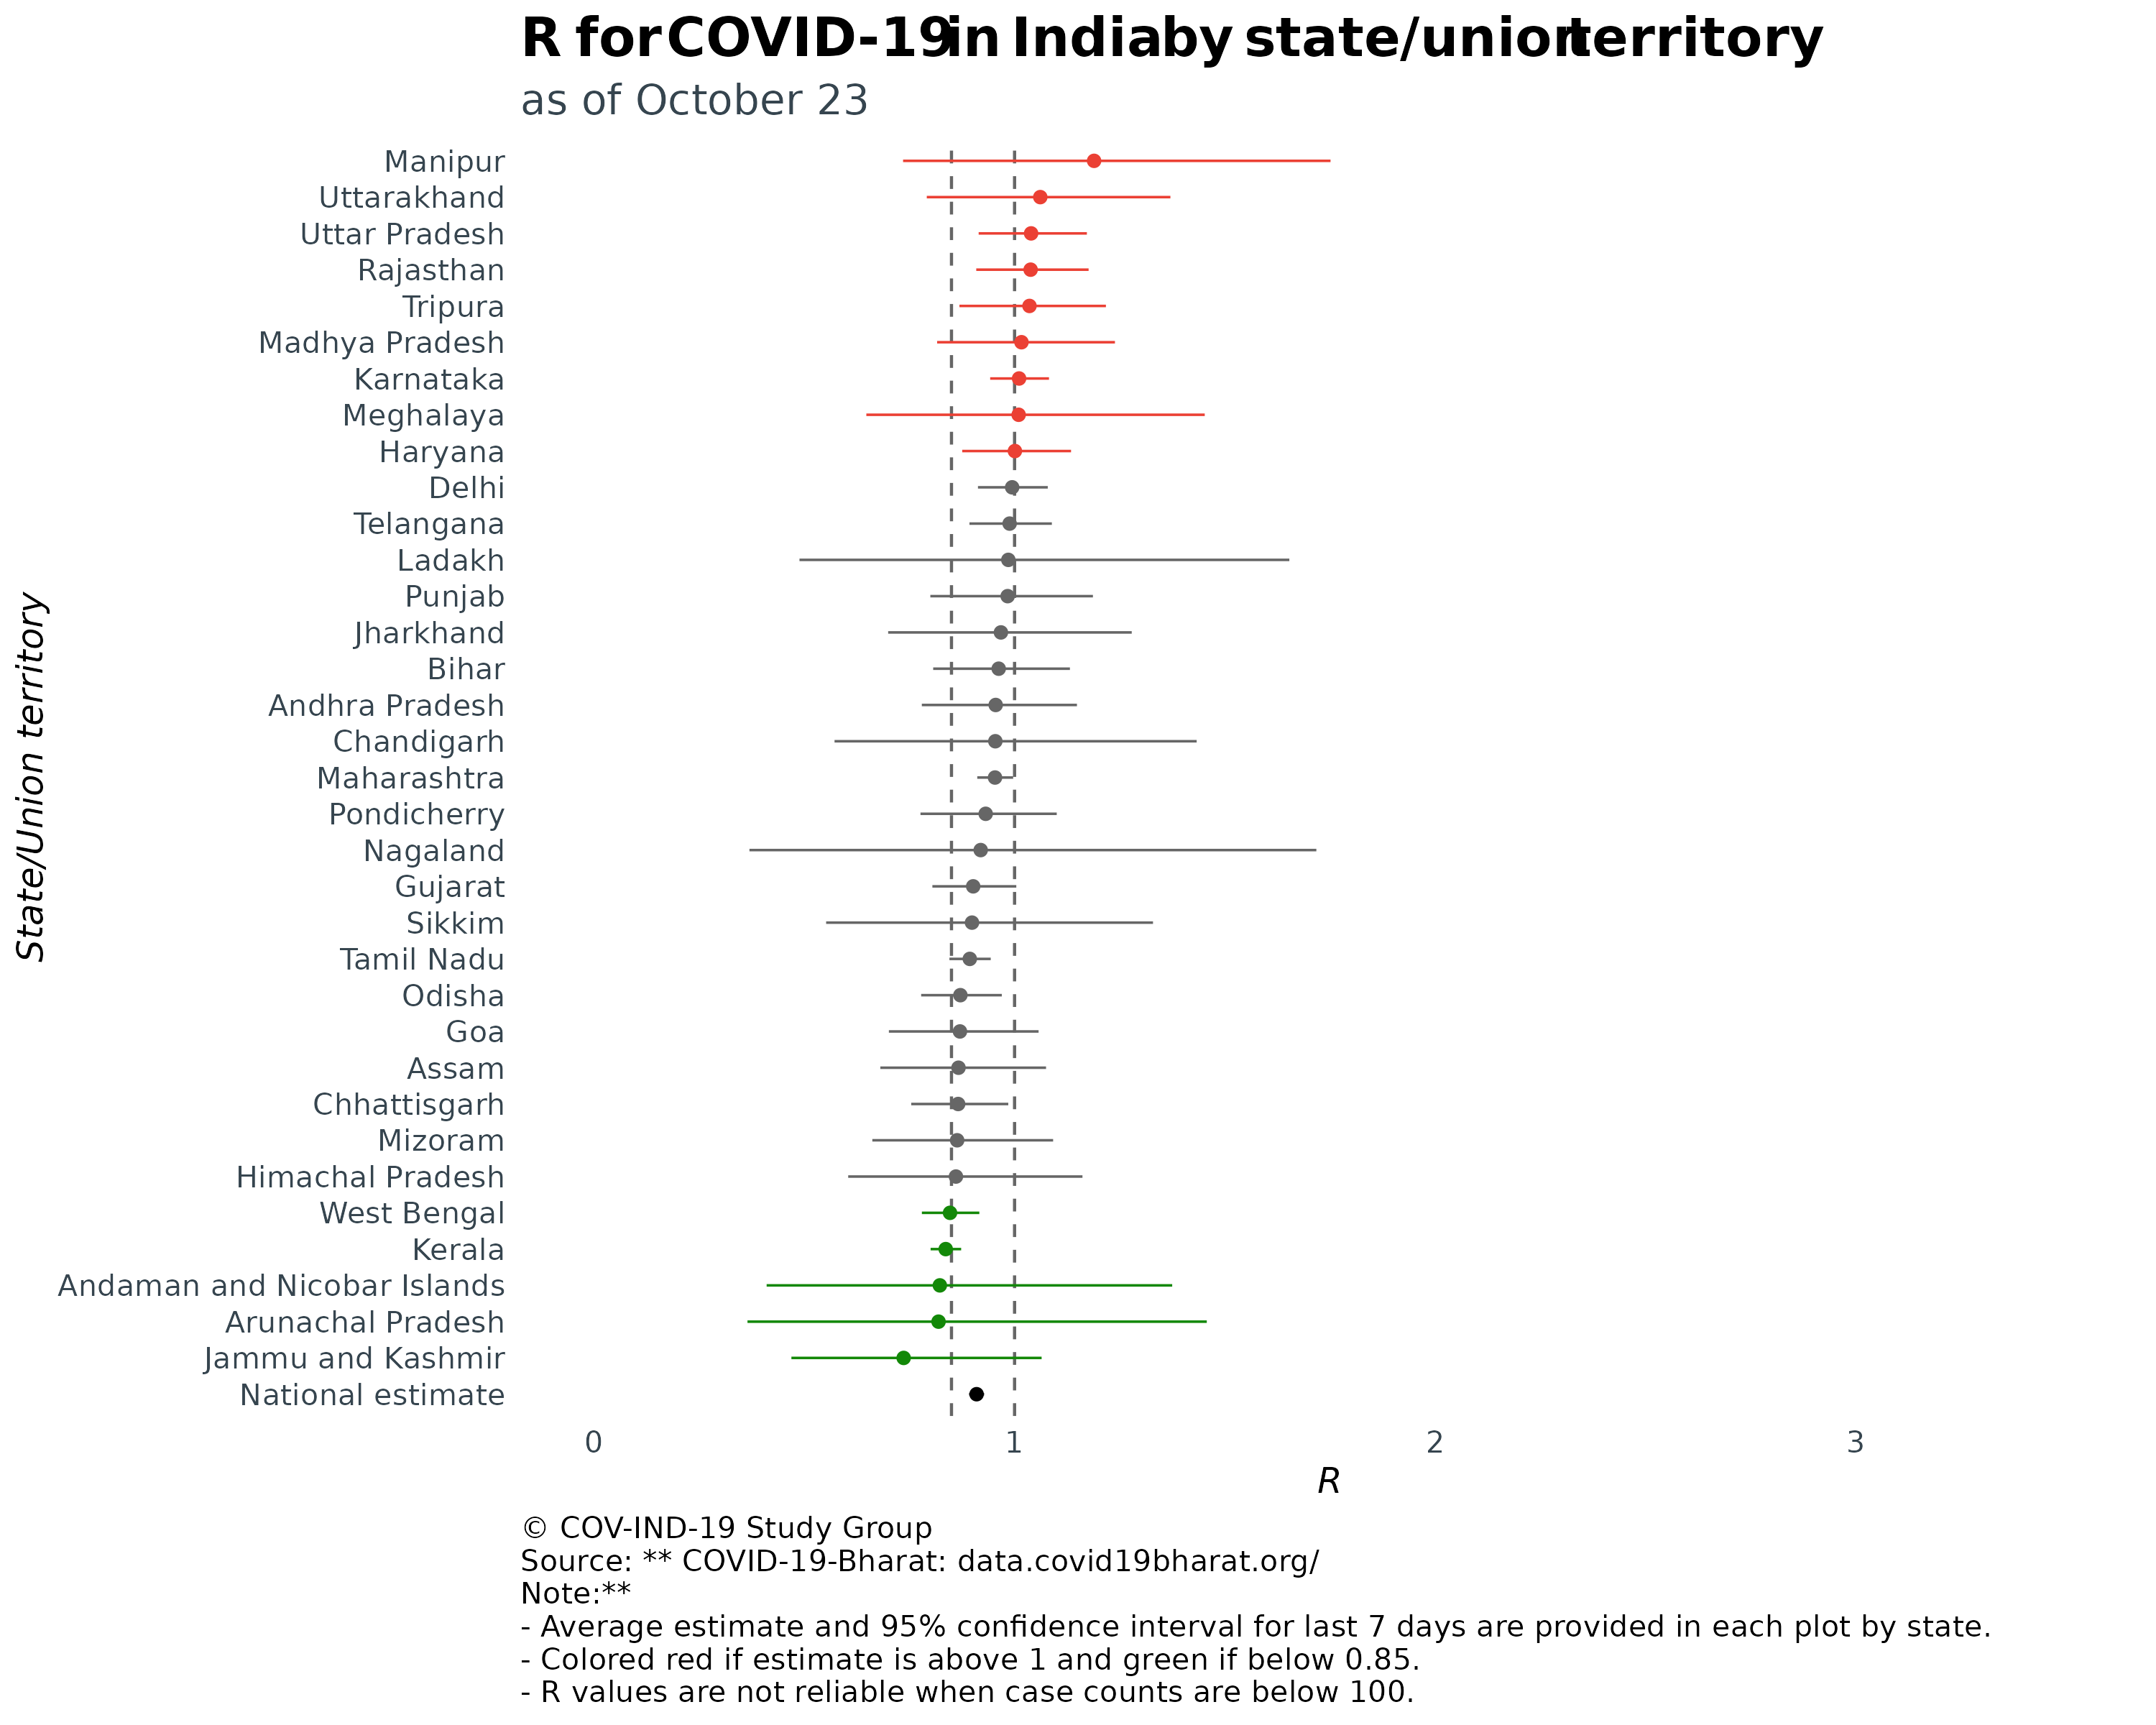 R for COVID-19 in India by state/union territory
as of October 23
State/Union territory
Manipur
Uttarakhand
Uttar Pradesh
Rajasthan
Tripura
Madhya Pradesh
Karnataka
Meghalaya
Haryana
Delhi
Telangana
Ladakh
Punjab
Jharkhand
Bihar
Andhra Pradesh
Chandigarh
Maharashtra
Pondicherry
Nagaland
Gujarat
Sikkim
Tamil Nadu
Odisha
Goa
Assam
Chhattisgarh
Mizoram
Himachal Pradesh
West Bengal
Kerala
Andaman and Nicobar Islands
Arunachal Pradesh
Jammu and Kashmir
National estimate
0 1 2 3
R
© COV-IND-19 Study Group
Source: ** COVID-19-Bharat: data.covid19bharat.org/
Note:**
- Average estimate and 95% confidence interval for last 7 days are provided in each plot by state.
- Colored red if estimate is above 1 and green if below 0.85.
- R values are not reliable when case counts are below 100.